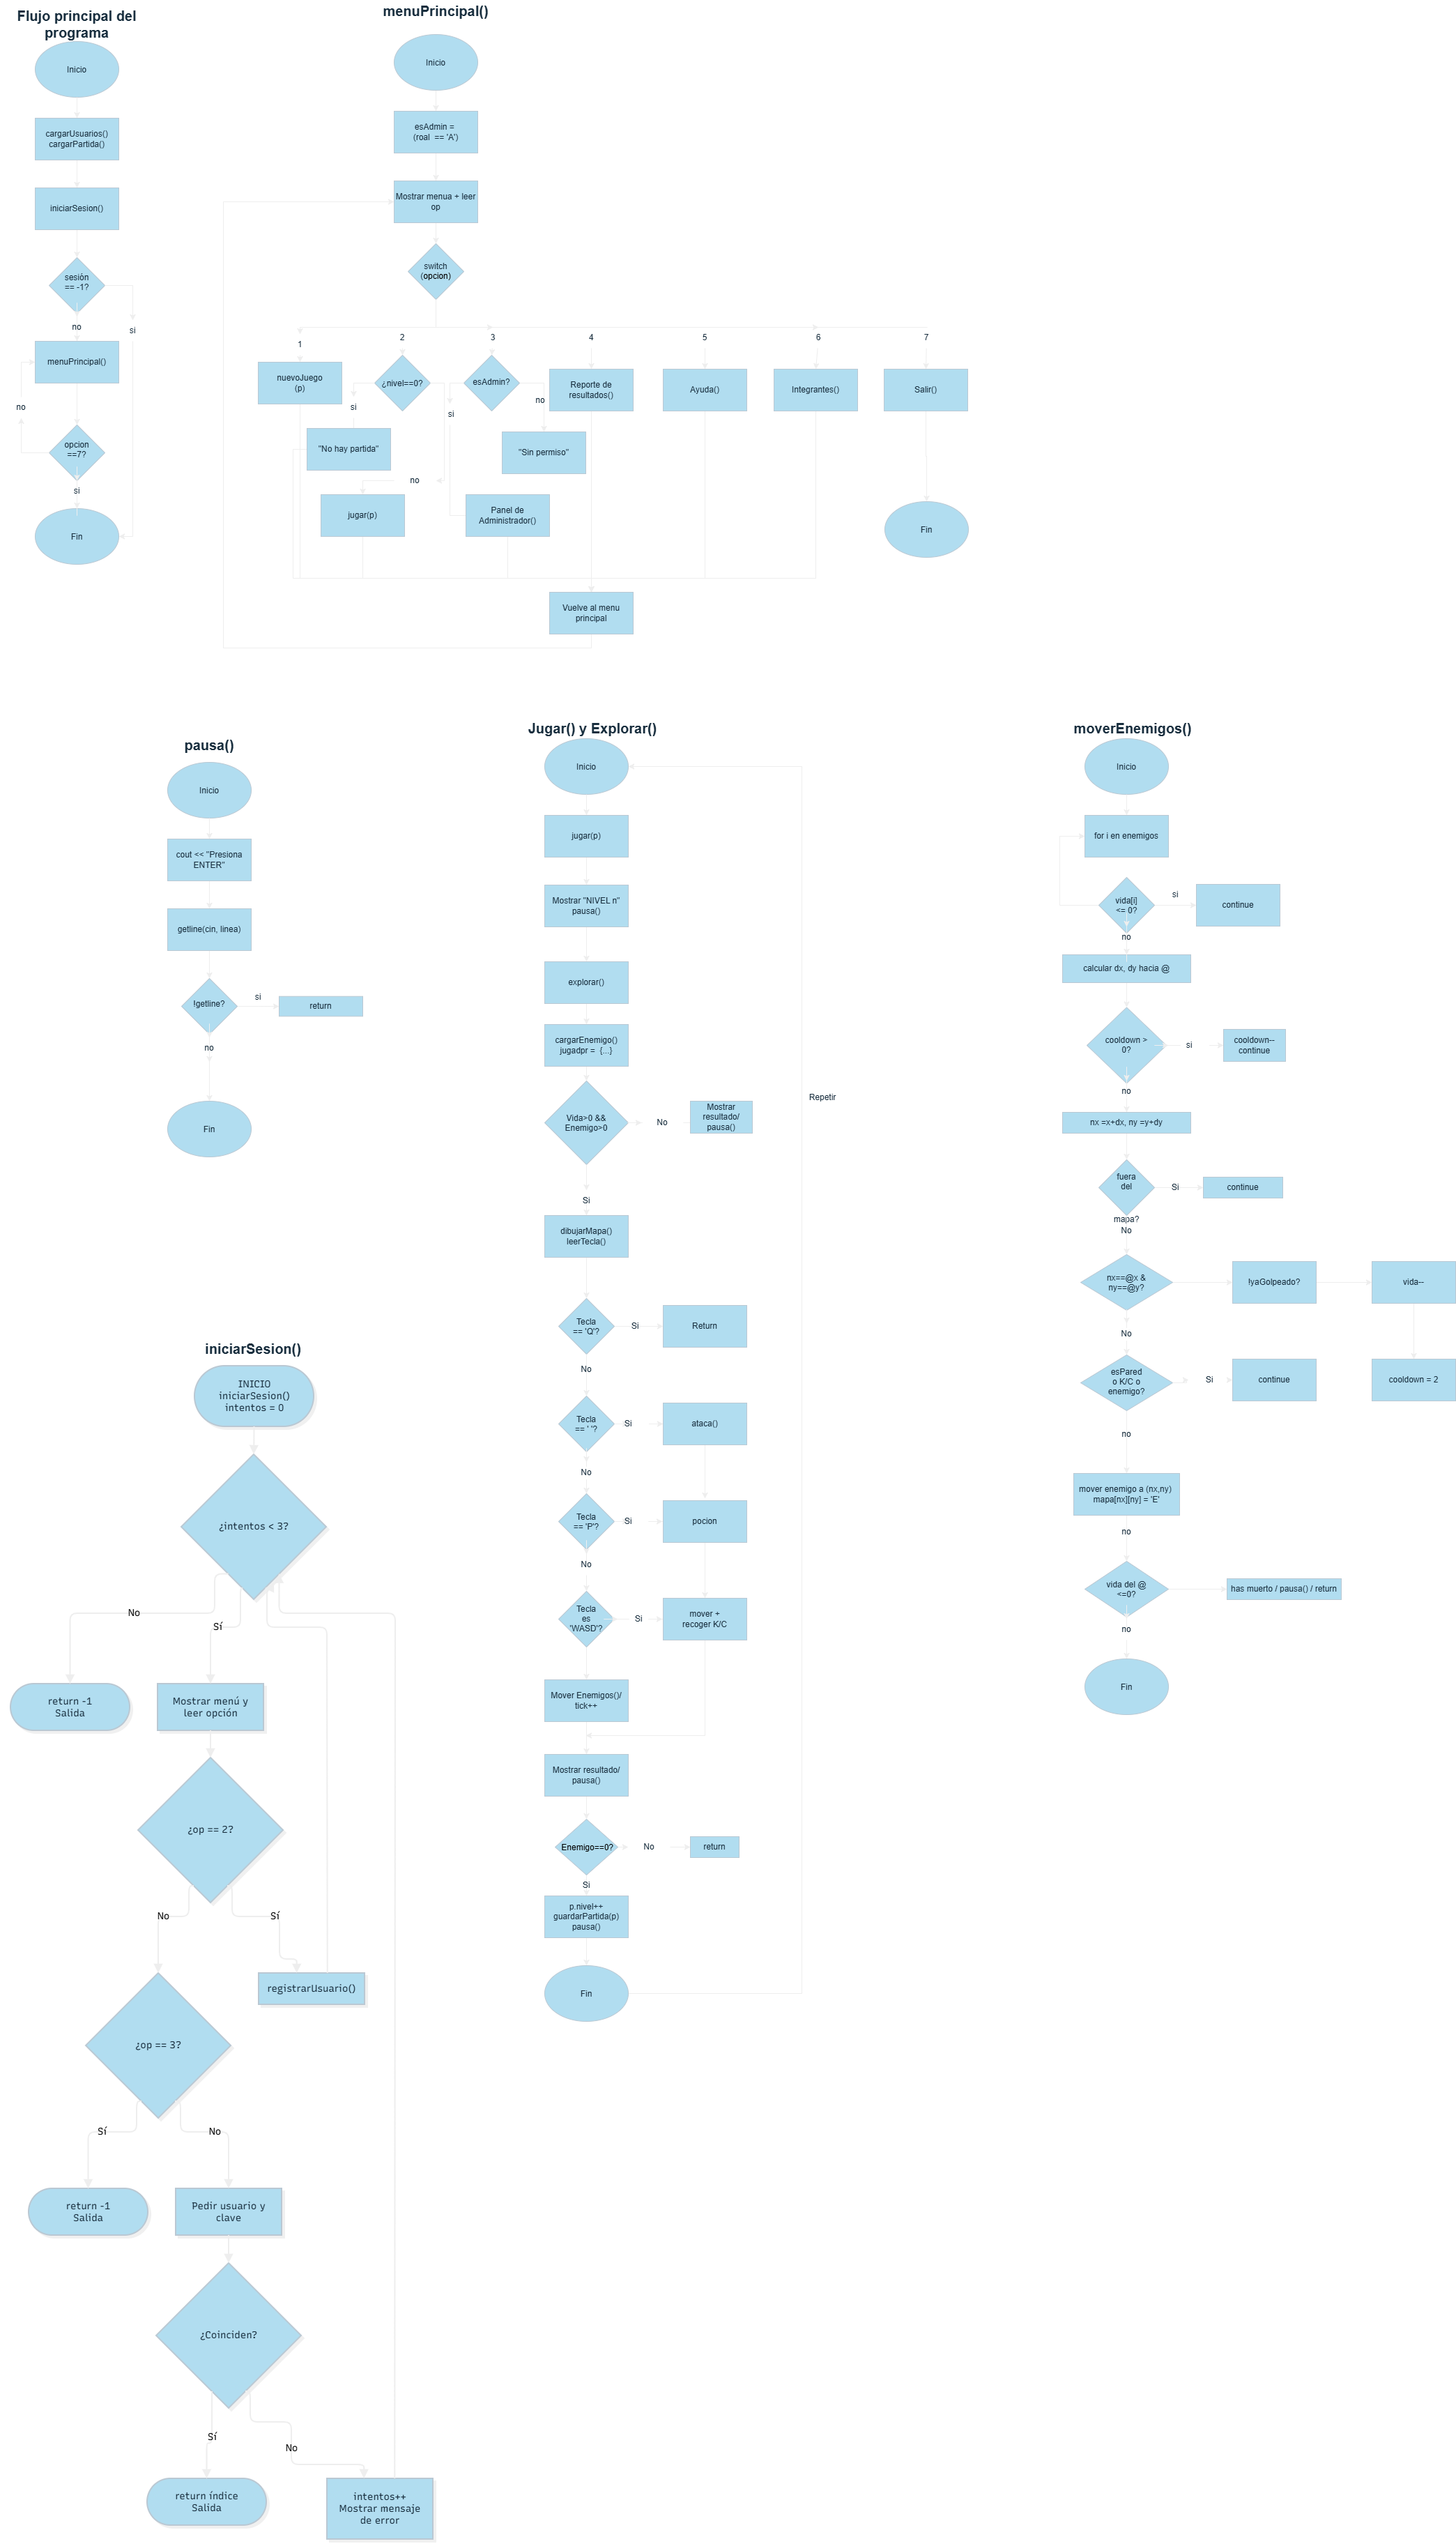 Flujo principal del
programa
Inicio
cargarUsuarios()
cargarPartida()
iniciarSesion()
sesión
== -1?
no
si
menuPrincipal()
no
opcion
==7?
si
Fin
menuPrincipal()
Inicio
esAdmin =
(roal == 'A')
Mostrar menua + leer
op
switch
(opcion)
1
2
3
4
5
6
7
nuevoJuego
(p)
¿nivel==0?
esAdmin?
Reporte de
resultados()
Ayuda()
Integrantes()
Salir()
si
si
no
"No hay partida"
"Sin permiso"
no
jugar(p)
Panel de
Administrador()
Fin
Vuelve al menu
principal
pausa()
Inicio
cout << "Presiona
ENTER"
getline(cin, linea)
!getline?
si
return
no
Fin
Jugar() y Explorar()
Inicio
jugar(p)
Mostrar "NIVEL n"
pausa()
explorar()
cargarEnemigo()
jugadpr = {...}
Vida>0 &&
Enemigo>0
No
Mostrar
resultado/
pausa()
Repetir
Si
dibujarMapa()
leerTecla()
Tecla
== 'Q'?
Si
Return
No
Tecla
== ' '?
Si
ataca()
No
Tecla
== 'P'?
Si
pocion
No
Tecla
es
'WASD'?
Si
mover +
recoger K/C
Mover Enemigos()/
tick++
Mostrar resultado/
pausa()
Enemigo==0?
No
return
Si
p.nivel++
guardarPartida(p)
pausa()
Fin
moverEnemigos()
Inicio
for i en enemigos
vida[i]
<= 0?
si
continue
no
calcular dx, dy hacia @
cooldown >
0?
si
cooldown--
continue
no
nx =x+dx, ny =y+dy
fuera
del
mapa?
Si
continue
No
nx==@x &
ny==@y?
!yaGolpeado?
vida--
No
esPared
o K/C o
enemigo?
Si
continue
cooldown = 2
no
mover enemigo a (nx,ny)
mapa[nx][ny] = 'E'
no
vida del @
<=0?
has muerto / pausa() / return
no
Fin
iniciarSesion()
INICIO
iniciarSesion()
intentos = 0
¿intentos < 3?
No
Sí
return -1
Salida
Mostrar menú y
leer opción
¿op == 2?
No
Sí
registrarUsuario()
¿op == 3?
Sí
No
return -1
Salida
Pedir usuario y
clave
¿Coinciden?
Sí
No
return índice
Salida
intentos++
Mostrar mensaje
de error